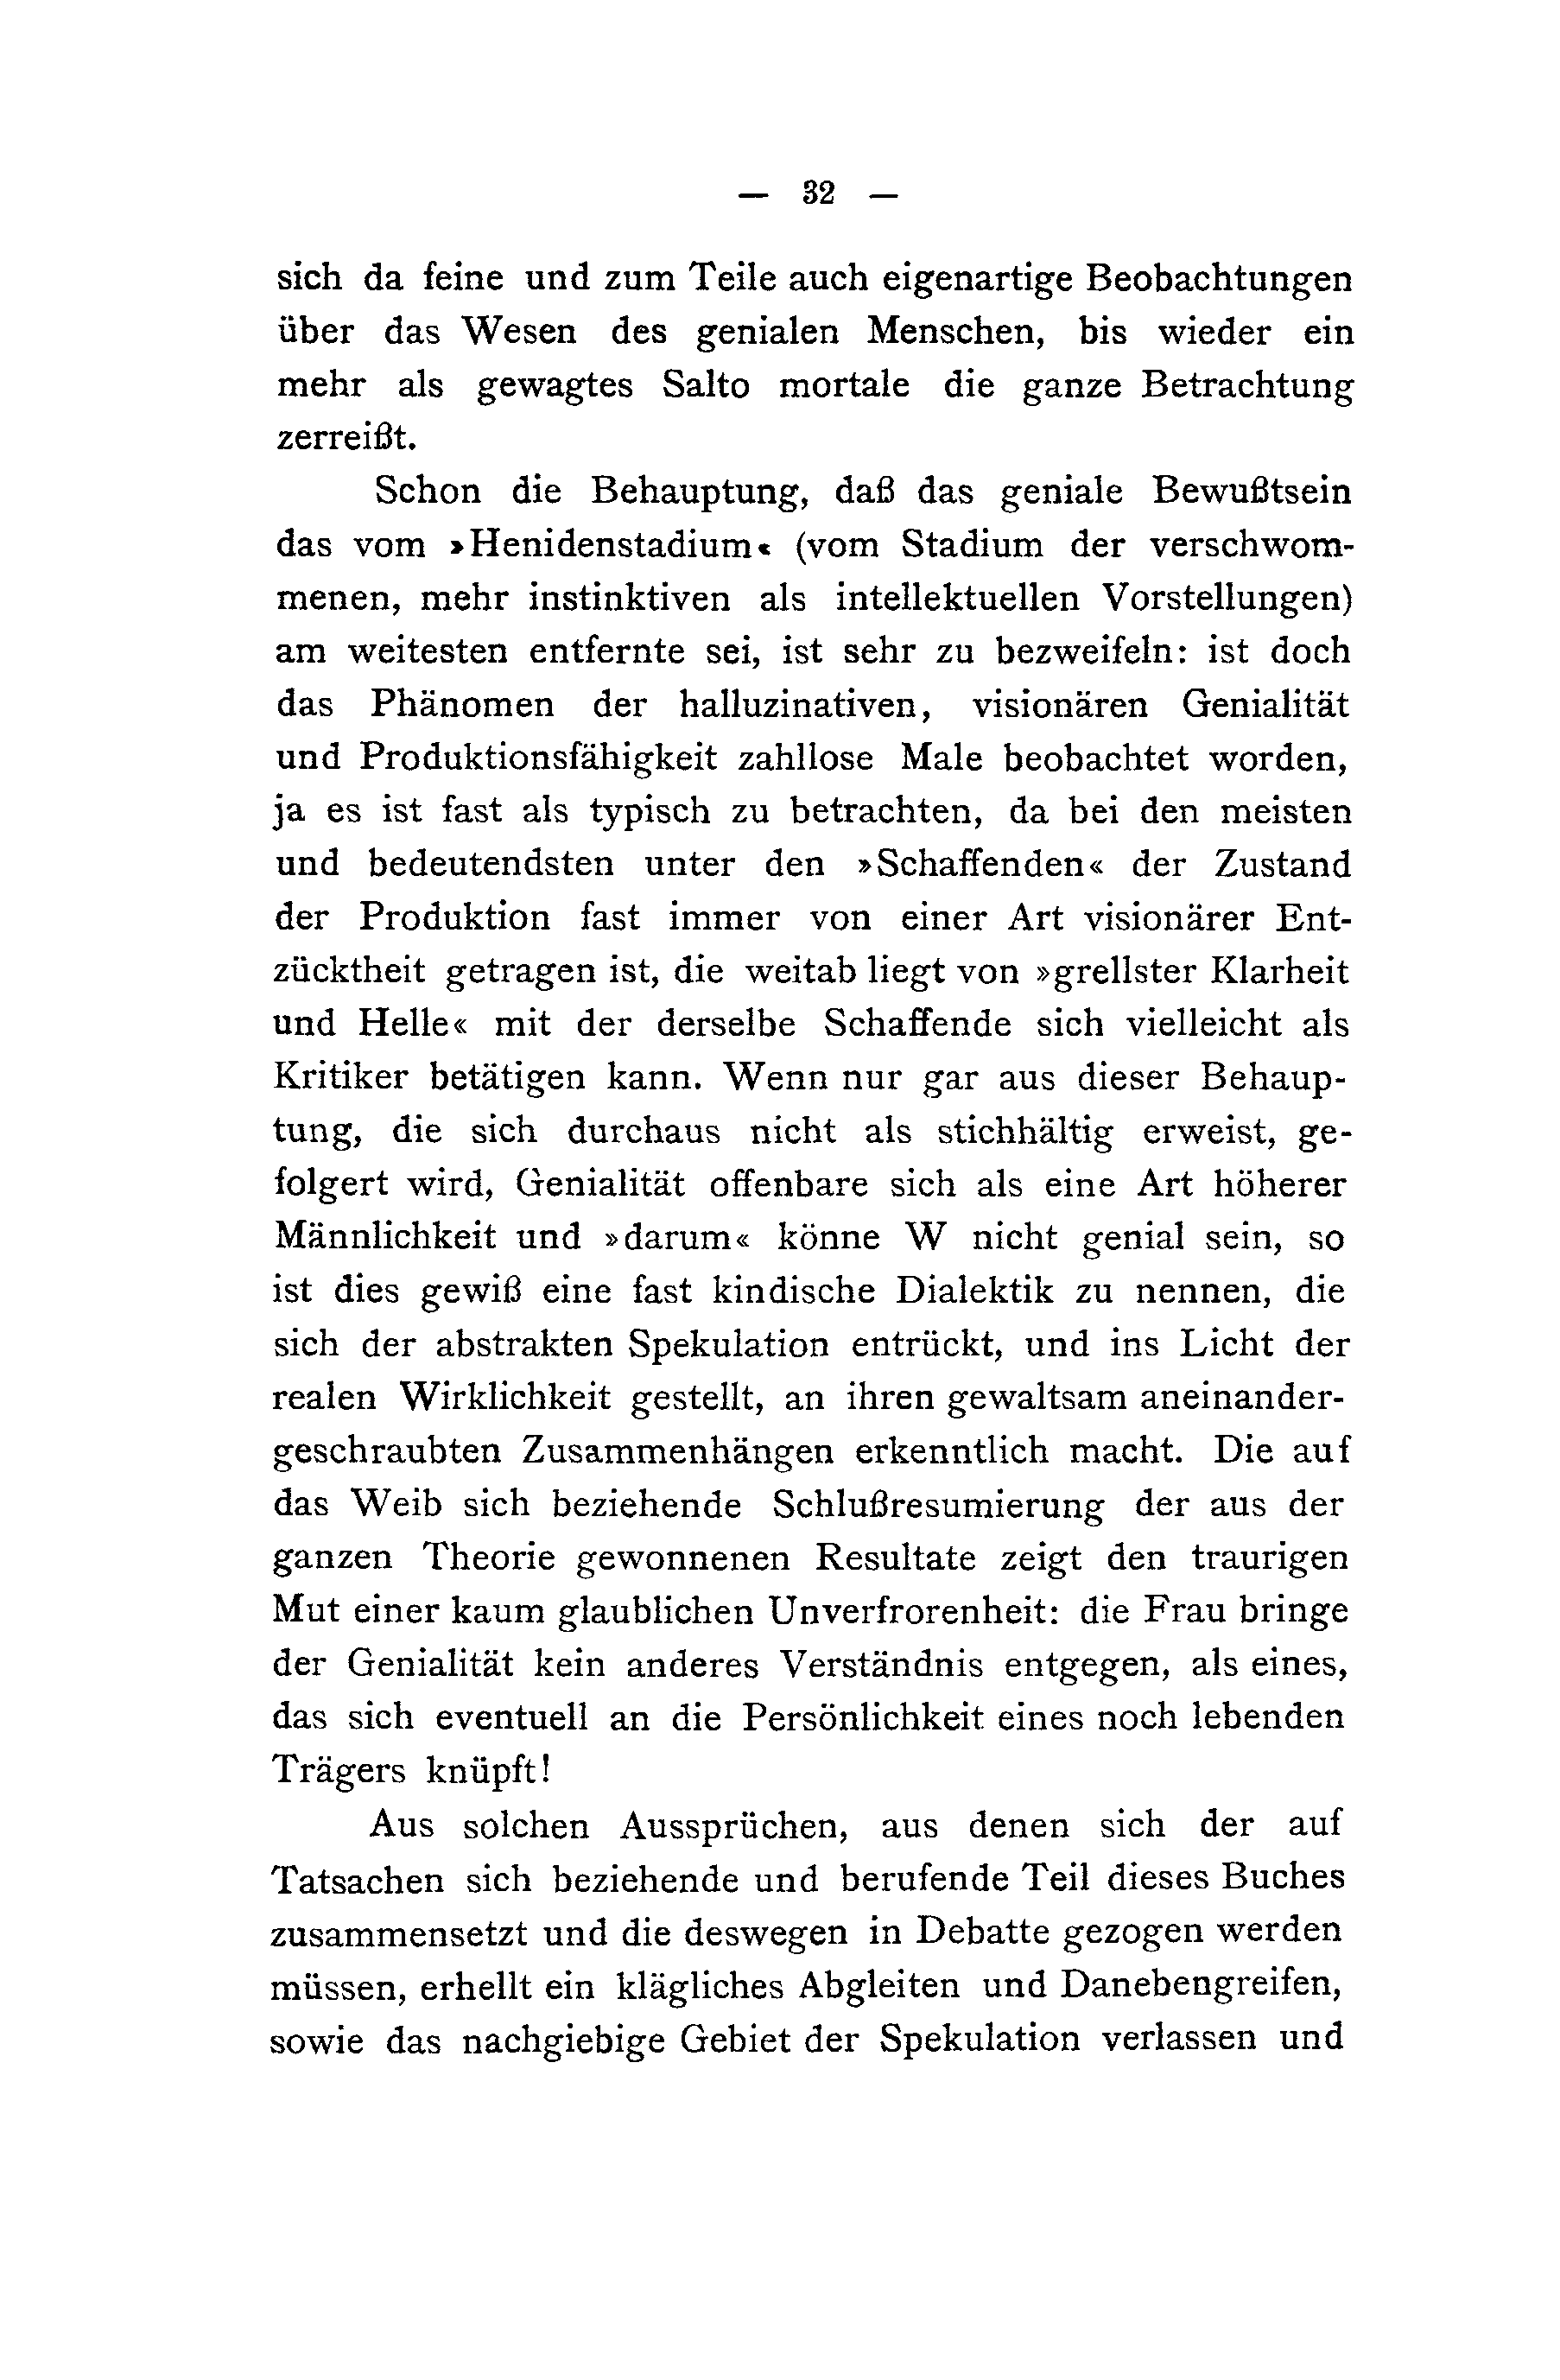 — 32 —
sich da feine und zum Teile auch eigenartige Beobachtungen
über das Wesen des genialen Menschen, bis wieder ein
mehr als gewagtes Salto mortale die ganze Betrachtung
zerreißt.
Schon die Behauptung, daß das geniale Bewußtsein
das vom »Henidenstadium« (vom Stadium der verschwom-
menen, mehr instinktiven als intellektuellen Vorstellungen)
am weitesten entfernte sei, ist sehr zu bezweifeln: ist doch
das Phänomen der halluzinativen, visionären Genialität
und Produktionsfähigkeit zahllose Male beobachtet worden,
ja es ist fast als typisch zu betrachten, da bei den meisten
und bedeutendsten unter den »Schaffenden« der Zustand
der Produktion fast immer von einer Art visionärer Ent-
zücktheit getragen ist, die weitab liegt von »grellster Klarheit
und Helle« mit der derselbe Schaffende sich vielleicht als
Kritiker betätigen kann. Wenn nur gar aus dieser Behaup-
tung, die sich durchaus nicht als stichhältig erweist, ge-
folgert wird, Genialität offenbare sich als eine Art höherer
Männlichkeit und »darum« könne W nicht genial sein, so
ist dies gewiß eine fast kindische Dialektik zu nennen, die
sich der abstrakten Spekulation entrückt, und ins Licht der
realen Wirklichkeit gestellt, an ihren gewaltsam aneinander-
geschraubten Zusammenhängen erkenntlich macht. Die auf
das Weib sich beziehende Schlußresumierung der aus der
ganzen Theorie gewonnenen Resultate zeigt den traurigen
Mut einer kaum glaublichen Unverfrorenheit: die Frau bringe
der Genialität kein anderes Verständnis entgegen, als eines,
das sich eventuell an die Persönlichkeit eines noch lebenden
Trägers knüpft!
Aus solchen Aussprüchen, aus denen sich der auf
Tatsachen sich beziehende und berufende Teil dieses Buches
zusammensetzt und die deswegen in Debatte gezogen werden
müssen, erhellt ein klägliches Abgleiten und Danebengreifen,
sowie das nachgiebige Gebiet der Spekulation verlassen und